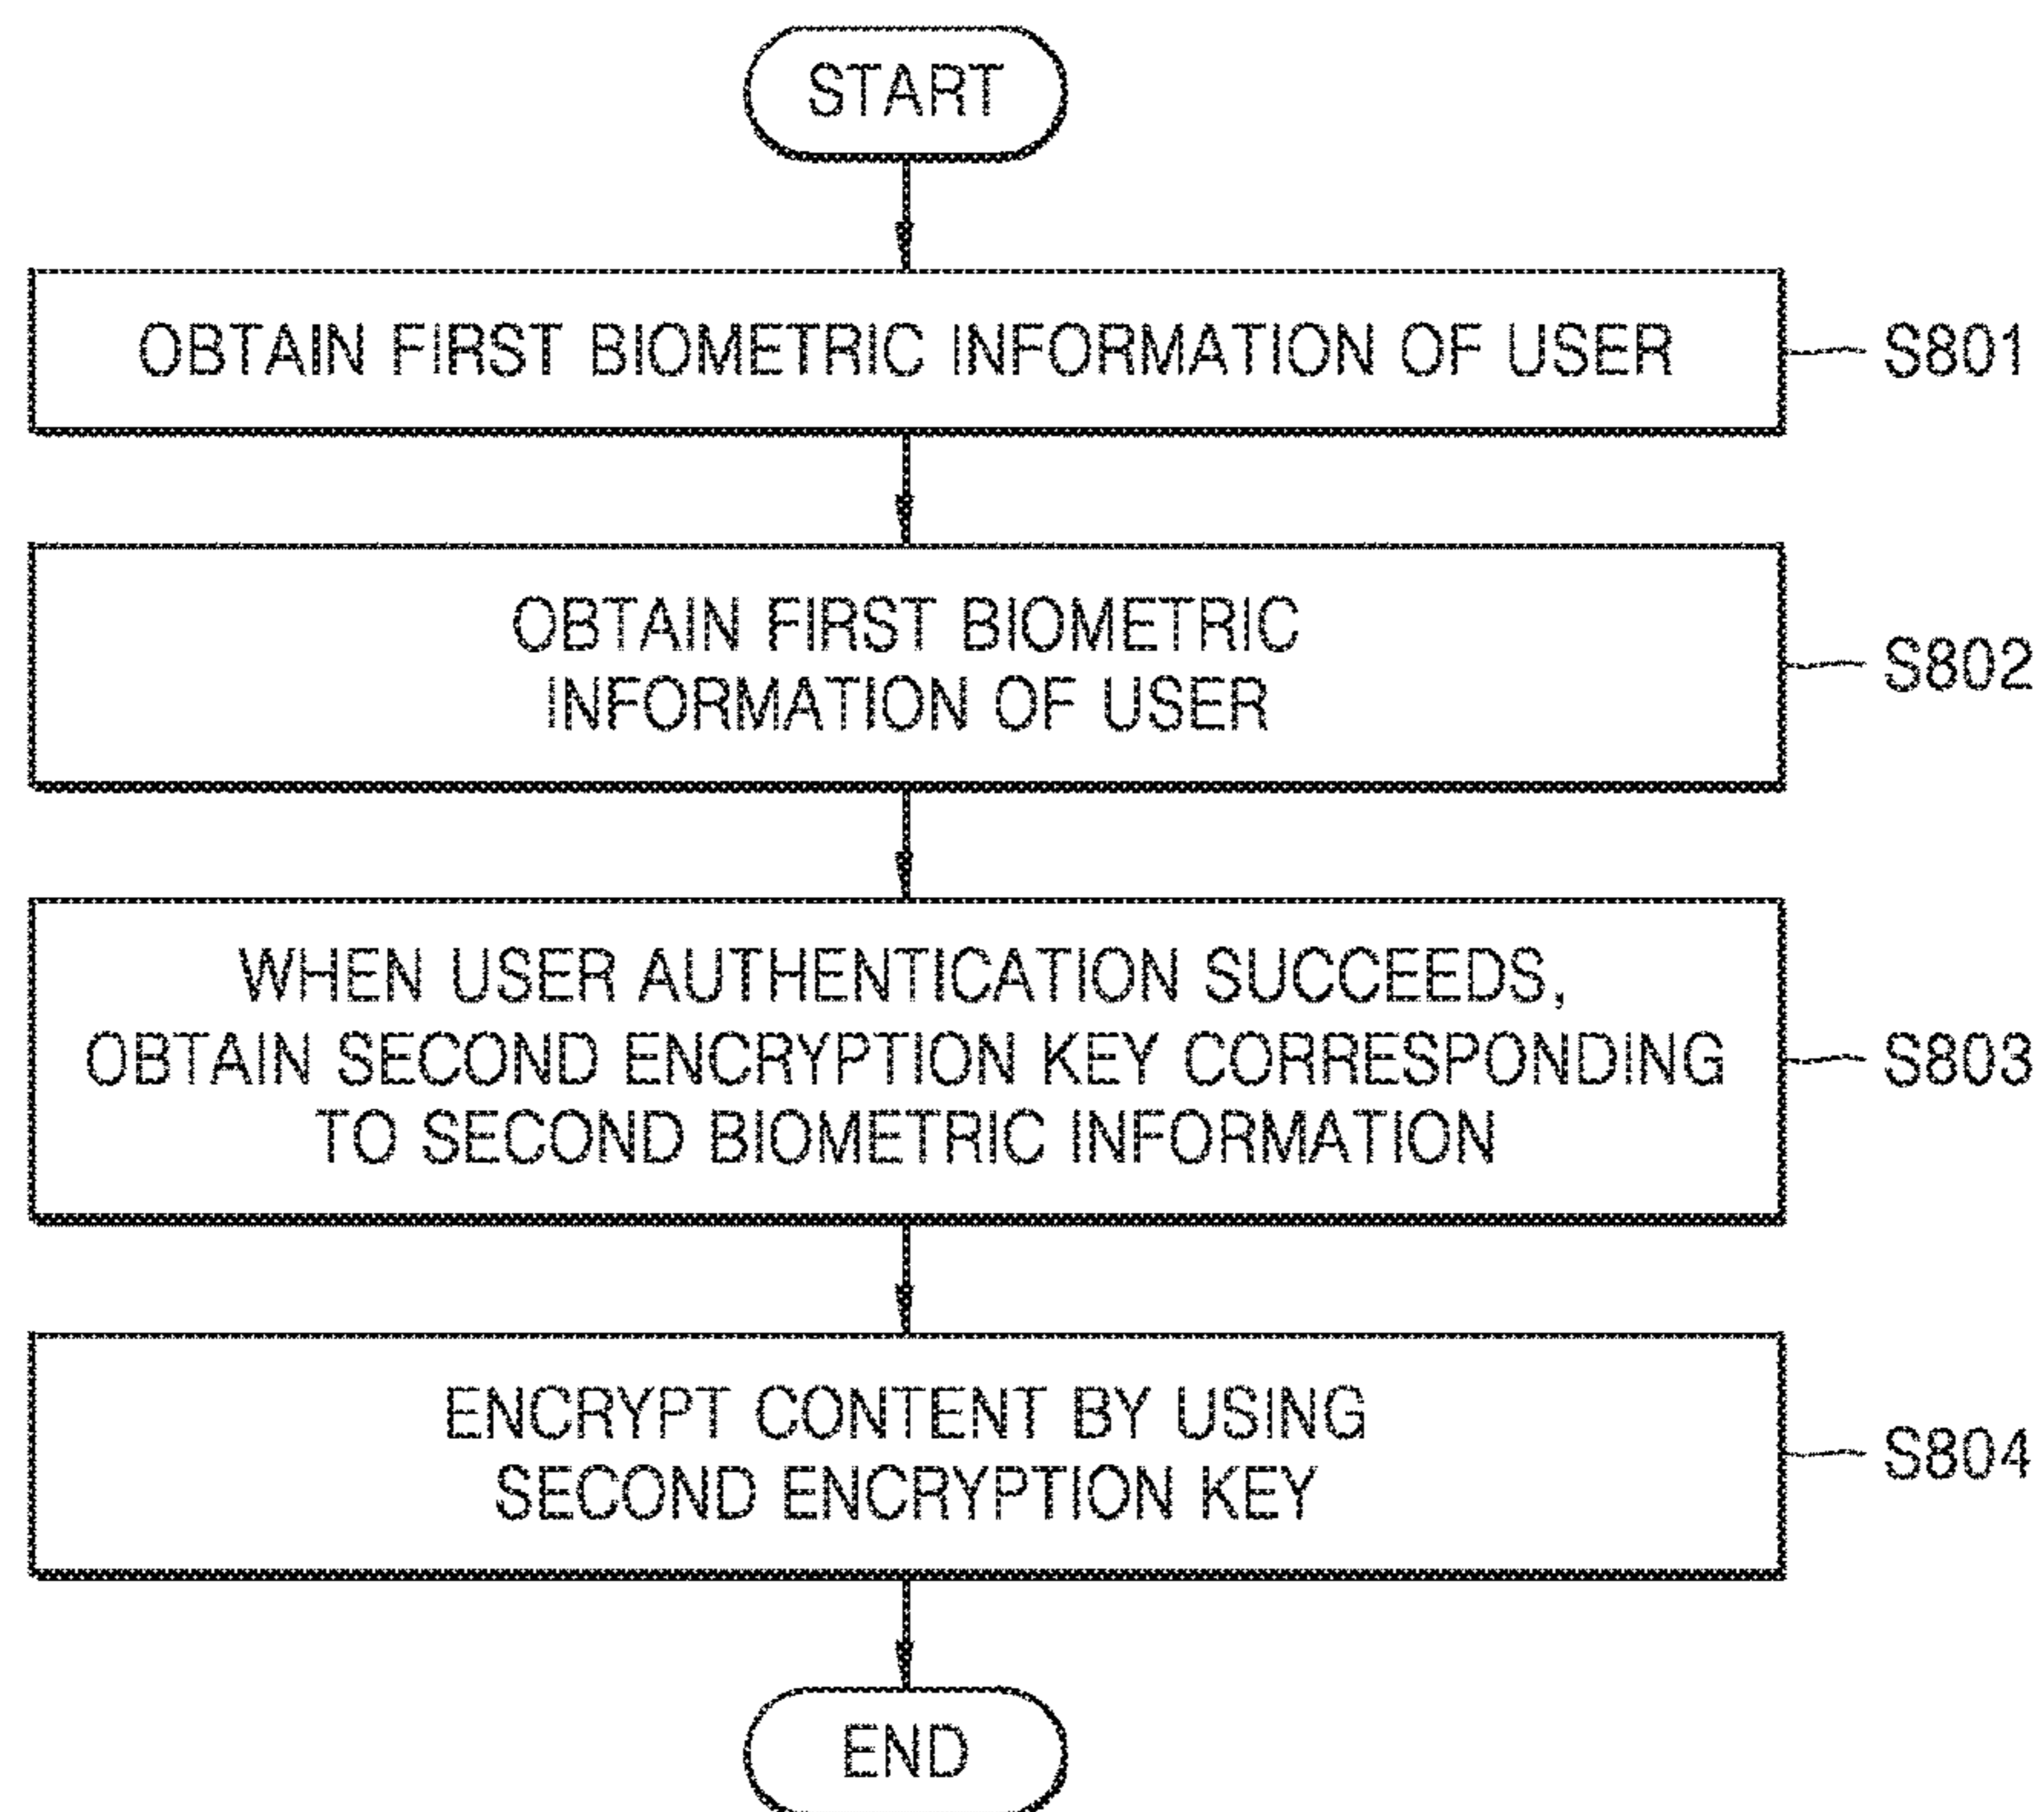 START
OBTAIN FIRST BIOMETRIC INFORMATION OF USER
S801
OBTAIN FIRST BIOMETRIC
INFORMATION OF USER
S802
WHEN USER AUTHENTICATION SUCCEEDS,
OBTAIN SECOND ENCRYPTION KEY CORRESPONDING
TO SECOND BIOMETRIC INFORMATION
S803
ENCRYPT CONTENT BY USING
SECOND ENCRYPTION KEY
S804
END